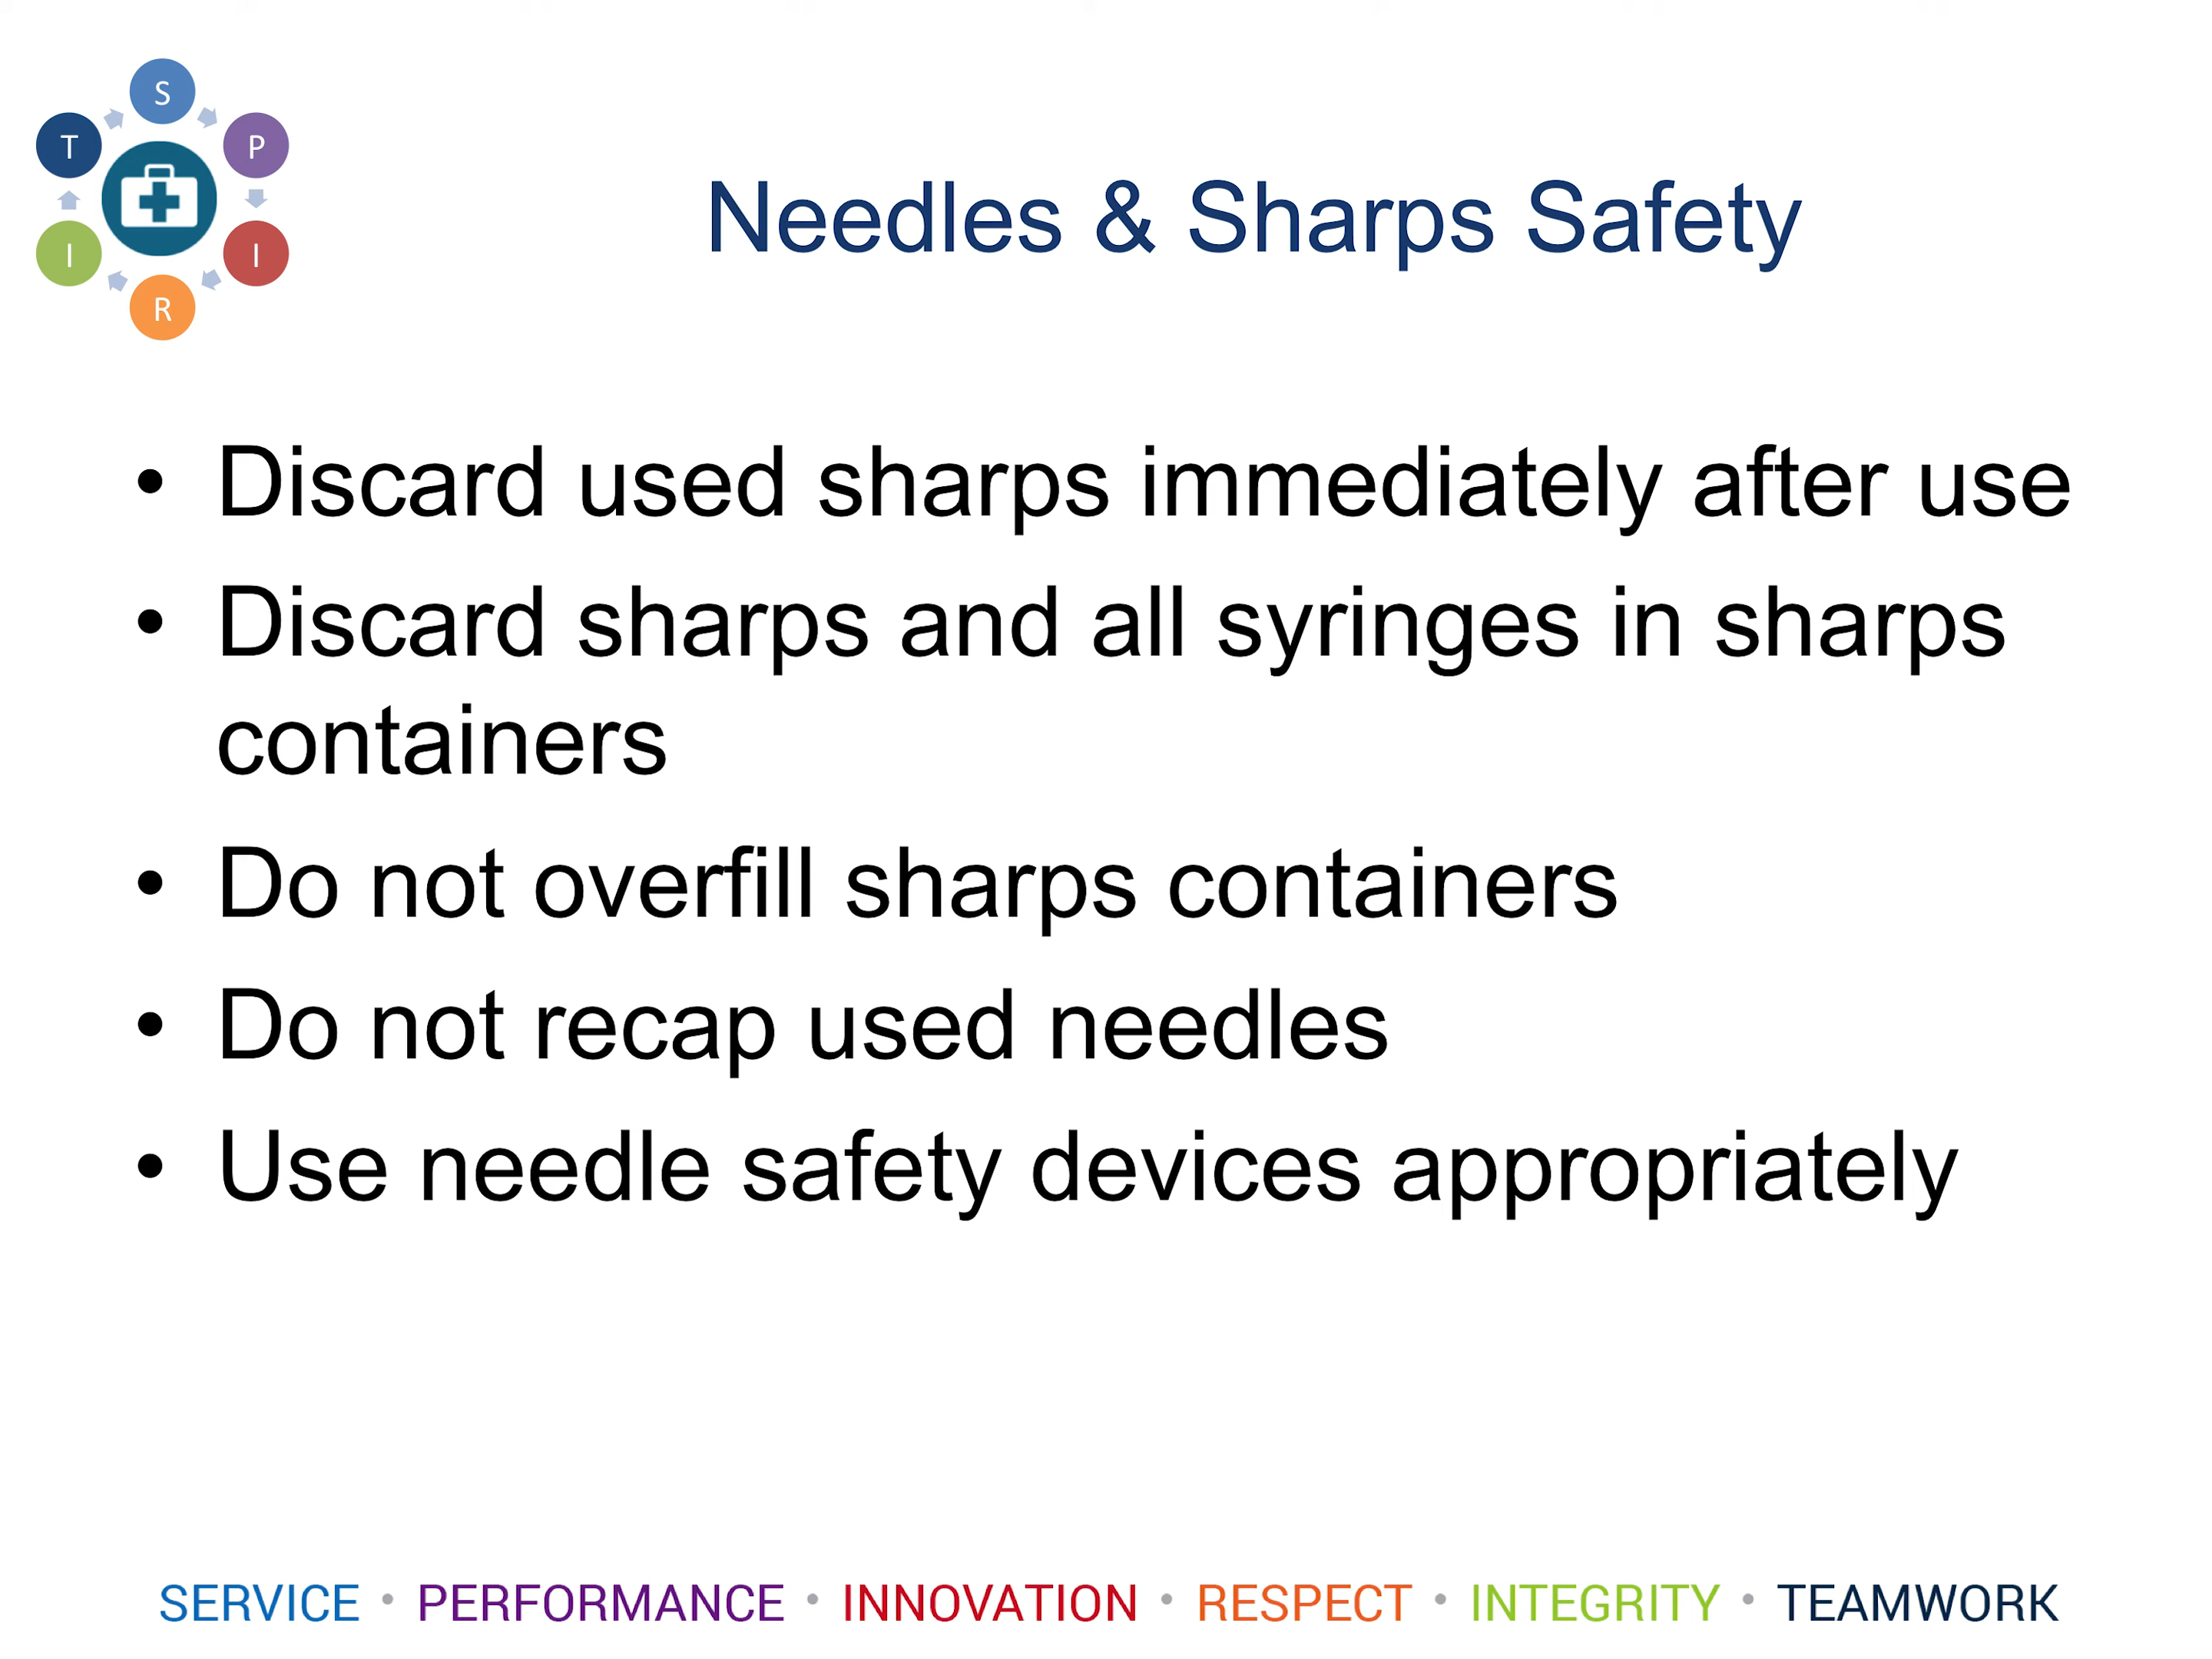 S
T
P
I
I
R
Needles & Sharps Safety
• Discard used sharps immediately after use
• Discard sharps and all syringes in sharps
containers
• Do not overfill sharps containers
• Do not recap used needles
• Use needle safety devices appropriately
SERVICE • PERFORMANCE • INNOVATION • RESPECT • INTEGRITY • TEAMWORK